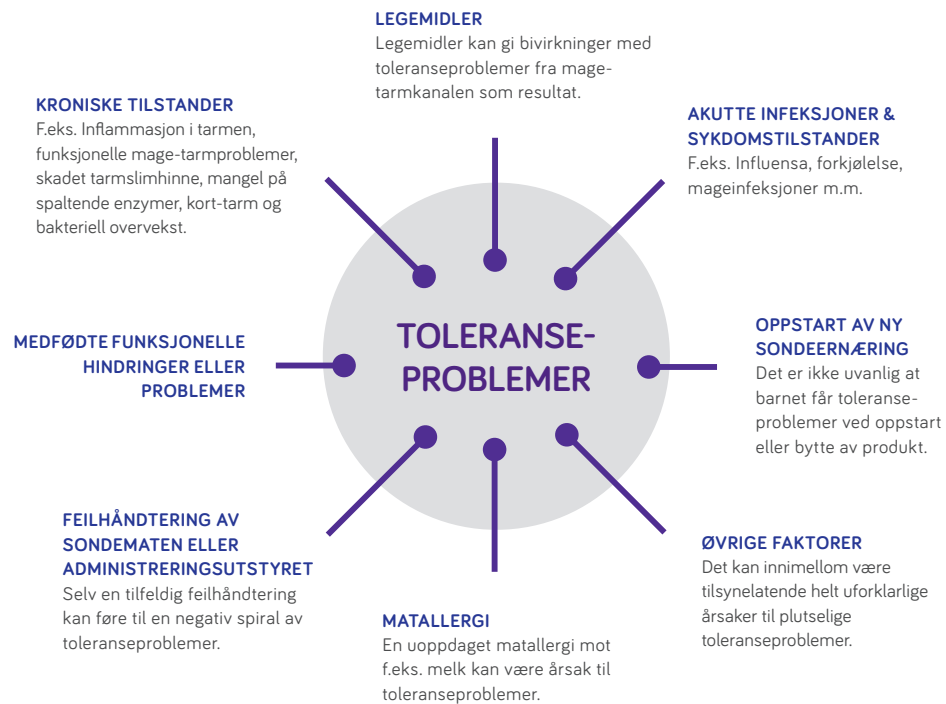 LEGEMIDLER
Legemidler kan gi bivirkninger med
toleranseproblemer fra mage-
tarmkanalen som resultat.
KRONISKE TILSTANDER
F.eks. Inflammasjon i tarmen,
funksjonelle mage-tarmproblemer,
skadet tarmslimhinne, mangel på
spaltende enzymer, kort-tarm og
bakteriell overvekst.
AKUTTE INFEKSJONER &
SYKDOMSTILSTANDER
F.eks. Influensa, forkjølelse,
mageinfeksjoner m.m.
MEDFØDTE FUNKSJONELLE
HINDRINGER ELLER
PROBLEMER
TOLERANSE-
PROBLEMER
OPPSTART AV NY
SONDEERNÆRING
Det er ikke uvanlig at
barnet får toleranse-
problemer ved oppstart
eller bytte av produkt.
FEILHÅNDTERING AV
SONDEMATEN ELLER
ADMINISTRERINGSUTSTYRET
Selv en tilfeldig feilhåndtering
kan føre til en negativ spiral av
toleranseproblemer.
MATALLERGI
En uoppdaget matallergi mot
f.eks. melk kan være årsak til
toleranseproblemer.
ØVRIGE FAKTORER
Det kan innimellom være
tilsynelatende helt uforklarlige
årsaker til plutselige
toleranseproblemer.